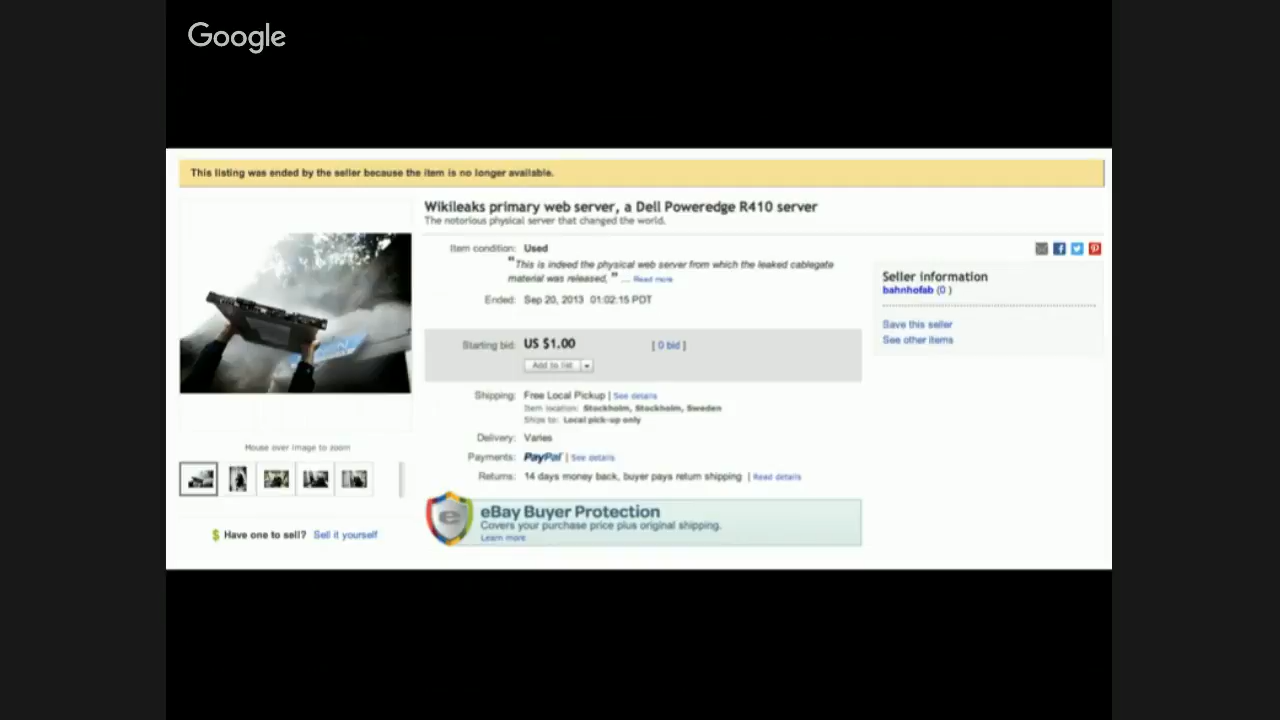 Google
This listing was ended by the seller because the item is no longer available.
Wikileaks primary web server, a Dell Poweredge R410 server
The notorious physical server that changed the world.
Item condition: Used
"This is indeed the physical web server from which the leaked cablegate
material was released, " ... Read more
Ended: Sep 20, 2013 01:02:15 PDT
Starting bid: US $1.00 [ 0 bid ]
Add to list
Shipping: Free Local Pickup | See details
Item location: Stockholm, Stockholm, Sweden
Ships to: Local pick-up only
Delivery: Varies
Payments: PayPal | See details
Returns: 14 days money back, buyer pays return shipping | Read details
eBay Buyer Protection
Covers your purchase price plus original shipping.
Learn more
Seller information
bahnhofab (0 )
Save this seller
See other items
Mouse over image to zoom
$ Have one to sell? Sell it yourself